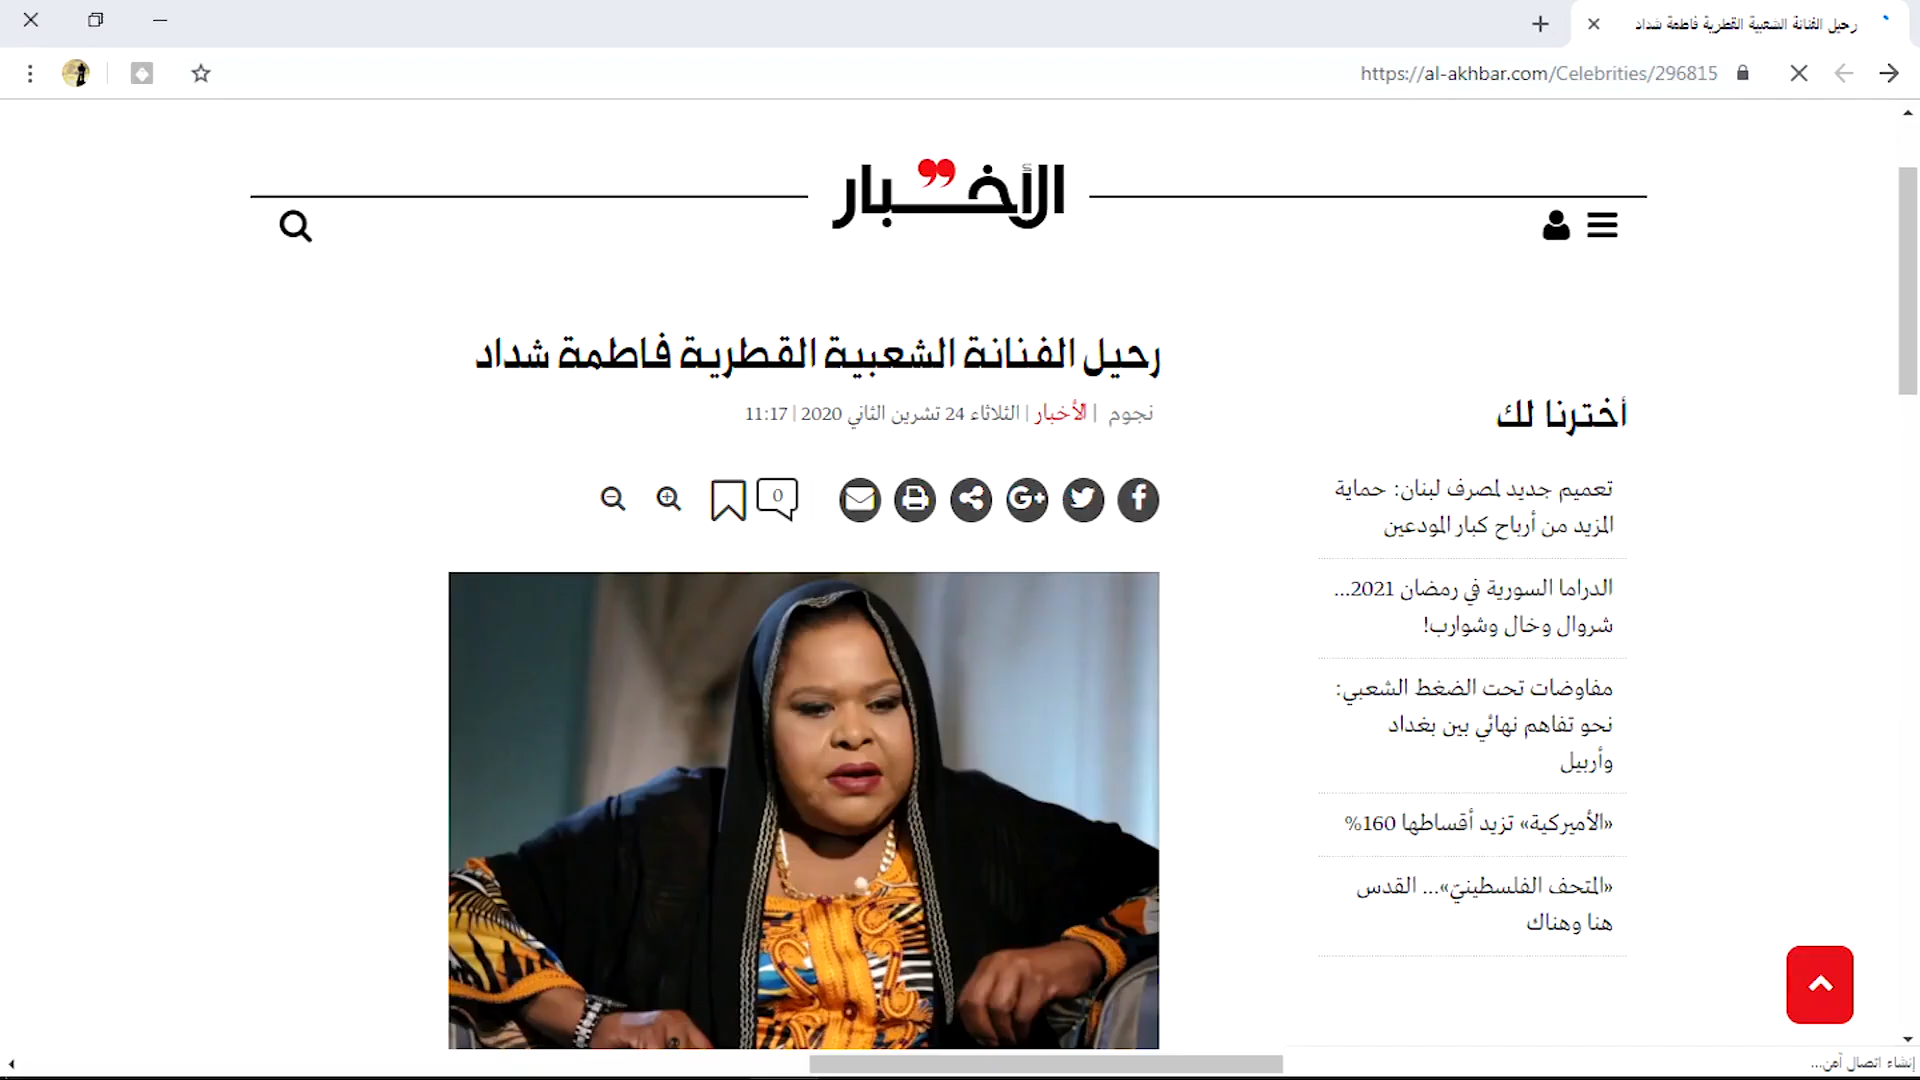 رحيل الفنانة الشعبية القطرية فاطمة شداد
https://al-akhbar.com/Celebrities/296815
الأخبار
رحيل الفنانة الشعبية القطرية فاطمة شداد
نجوم | الأخبار | الثلاثاء 24 تشرين الثاني 2020 | 11:17
0
أخترنا لك
تعميم جديد لمصرف لبنان: حماية
المزيد من أرباح كبار المودعين
الدراما السورية في رمضان 2021...
شروال وخال وشوارب!
مفاوضات تحت الضغط الشعبي:
نحو تفاهم نهائي بين بغداد
وأربيل
«الأميركية» تزيد أقساطها 160%
«المتحف الفلسطينيّ»... القدس
هنا وهناك
إنشاء اتصال آمن...